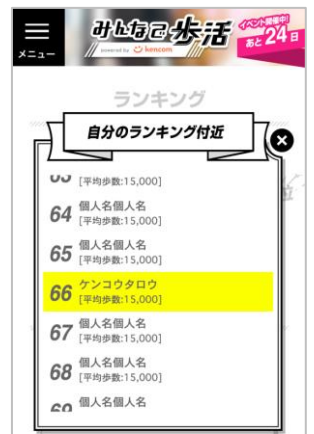 みんなで歩活
powered by kencom
イベント開催中!
あと24日
メニュー
ランキング
自分のランキング付近
[平均歩数:15,000]
64 個人名個人名
[平均歩数:15,000]
65 個人名個人名
[平均歩数:15,000]
66 ケンコウタロウ
[平均歩数:15,000]
67 個人名個人名
[平均歩数:15,000]
68 個人名個人名
[平均歩数:15,000]
個人名個人名